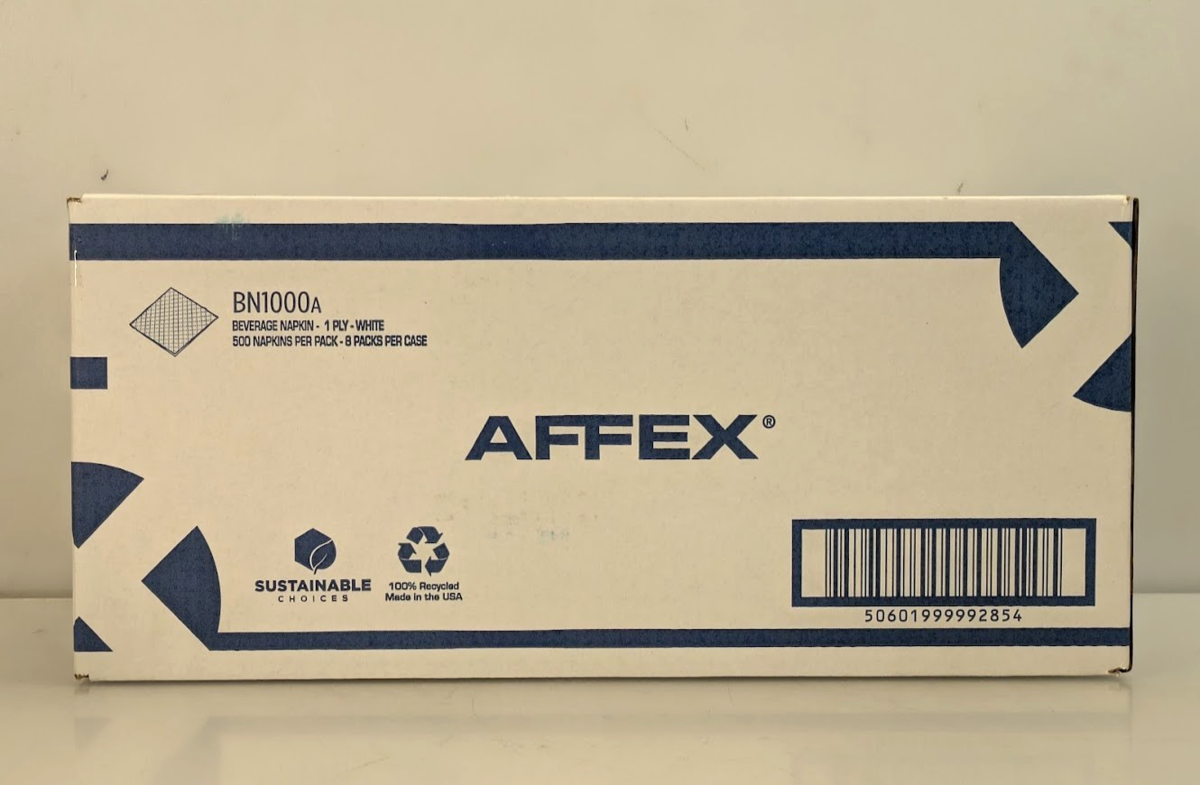 BN1000A
BEVERAGE NAPKIN - 1 PLY - WHITE
500 NAPKINS PER PACK - 8 PACKS PER CASE
AFFEX®
SUSTAINABLE
CHOICES
100% Recycled
Made in the USA
50601999992854